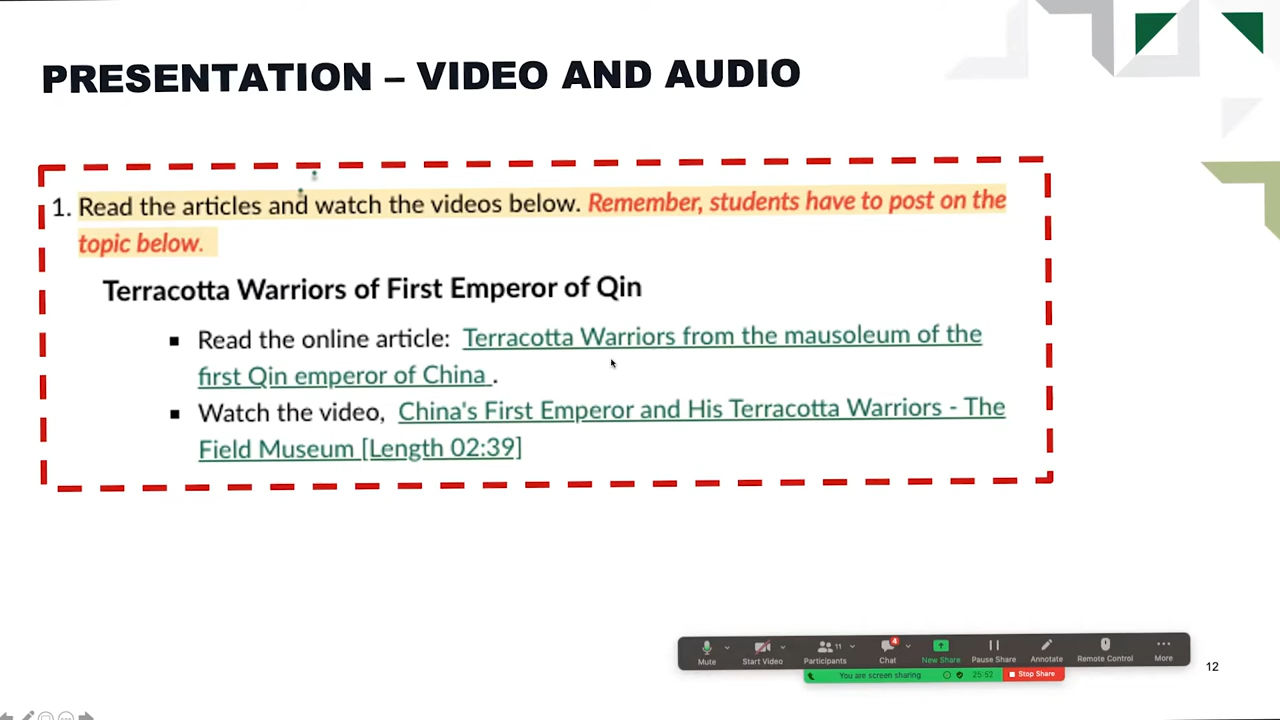 PRESENTATION – VIDEO AND AUDIO
1. Read the articles and watch the videos below. Remember, students have to post on the
topic below.
Terracotta Warriors of First Emperor of Qin
▪ Read the online article: Terracotta Warriors from the mausoleum of the
first Qin emperor of China .
▪ Watch the video, China's First Emperor and His Terracotta Warriors - The
Field Museum [Length 02:39]
4
11
Mute Start Video Participants Chat New Share Pause Share Annotate Remote Control More
You are screen sharing 25:52 Stop Share
12